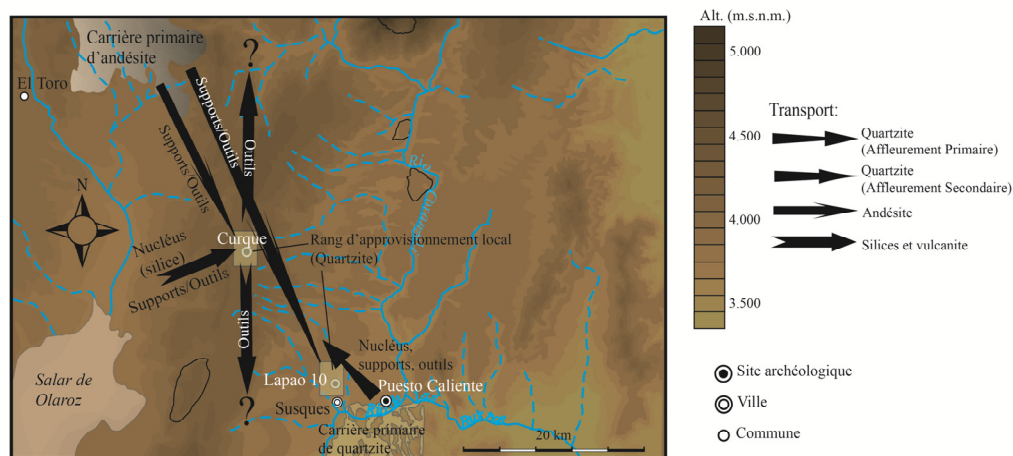 Carrière primaire
d'andésite
El Toro
?
Supports/Outils
Supports/Outils
Outils
N
Río
Curque
Rang d'approvisionnement local
(Quartzite)
Nucléus
(silice)
Supports/Outils
Outils
Nucléus,
supports, outils
Lapao 10
Puesto Caliente
Salar de
Olaroz
?
Susques
Carrière primaire
de quartzite
20 km
Alt. (m.s.n.m.)
5.000
4.500
4.000
3.500
Transport:
Quartzite
(Affleurement Primaire)
Quartzite
(Affleurement Secondaire)
Andésite
Silices et vulcanite
Site archéologique
Ville
Commune